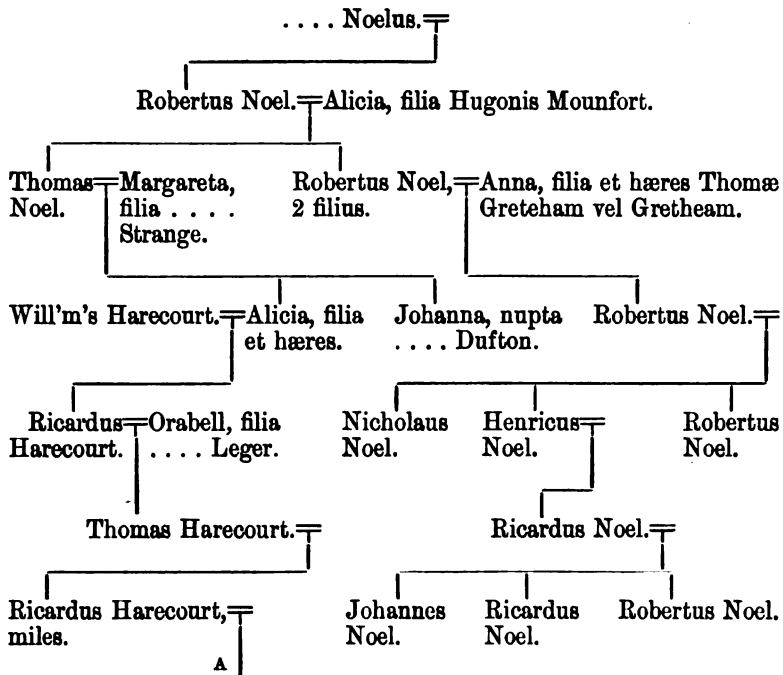 . . . . Noelus.
Robertus Noel. Alicia, filia Hugonis Mounfort.
Thomas Margareta, Robertus Noel, Anna, filia et hæres Thomæ
Noel. filia . . . . 2 filius. Greteham vel Gretheam.
Strange.
Will'm's Harecourt. Alicia, filia Johanna, nupta Robertus Noel.
et hæres. . . . . Dufton.
Ricardus Orabell, filia Nicholaus Henricus Robertus
Harecourt. . . . . Leger. Noel. Noel. Noel.
Thomas Harecourt. Ricardus Noel.
Ricardus Harecourt, Johannes Ricardus Robertus Noel.
miles. Noel. Noel.
A